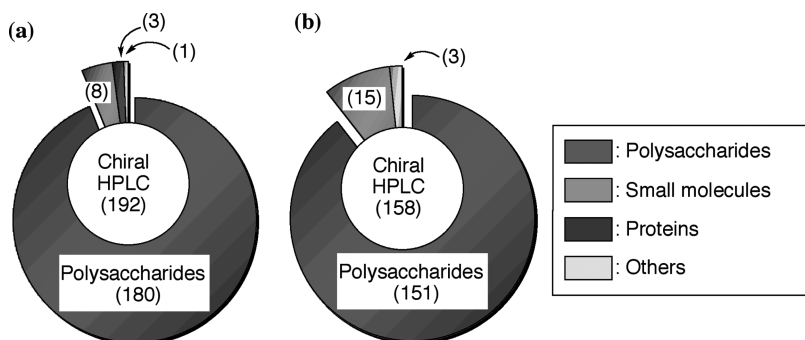 (a)
(3)
(1)
(8)
Chiral
HPLC
(192)
Polysaccharides
(180)
(b)
(3)
(15)
Chiral
HPLC
(158)
Polysaccharides
(151)
: Polysaccharides
: Small molecules
: Proteins
: Others